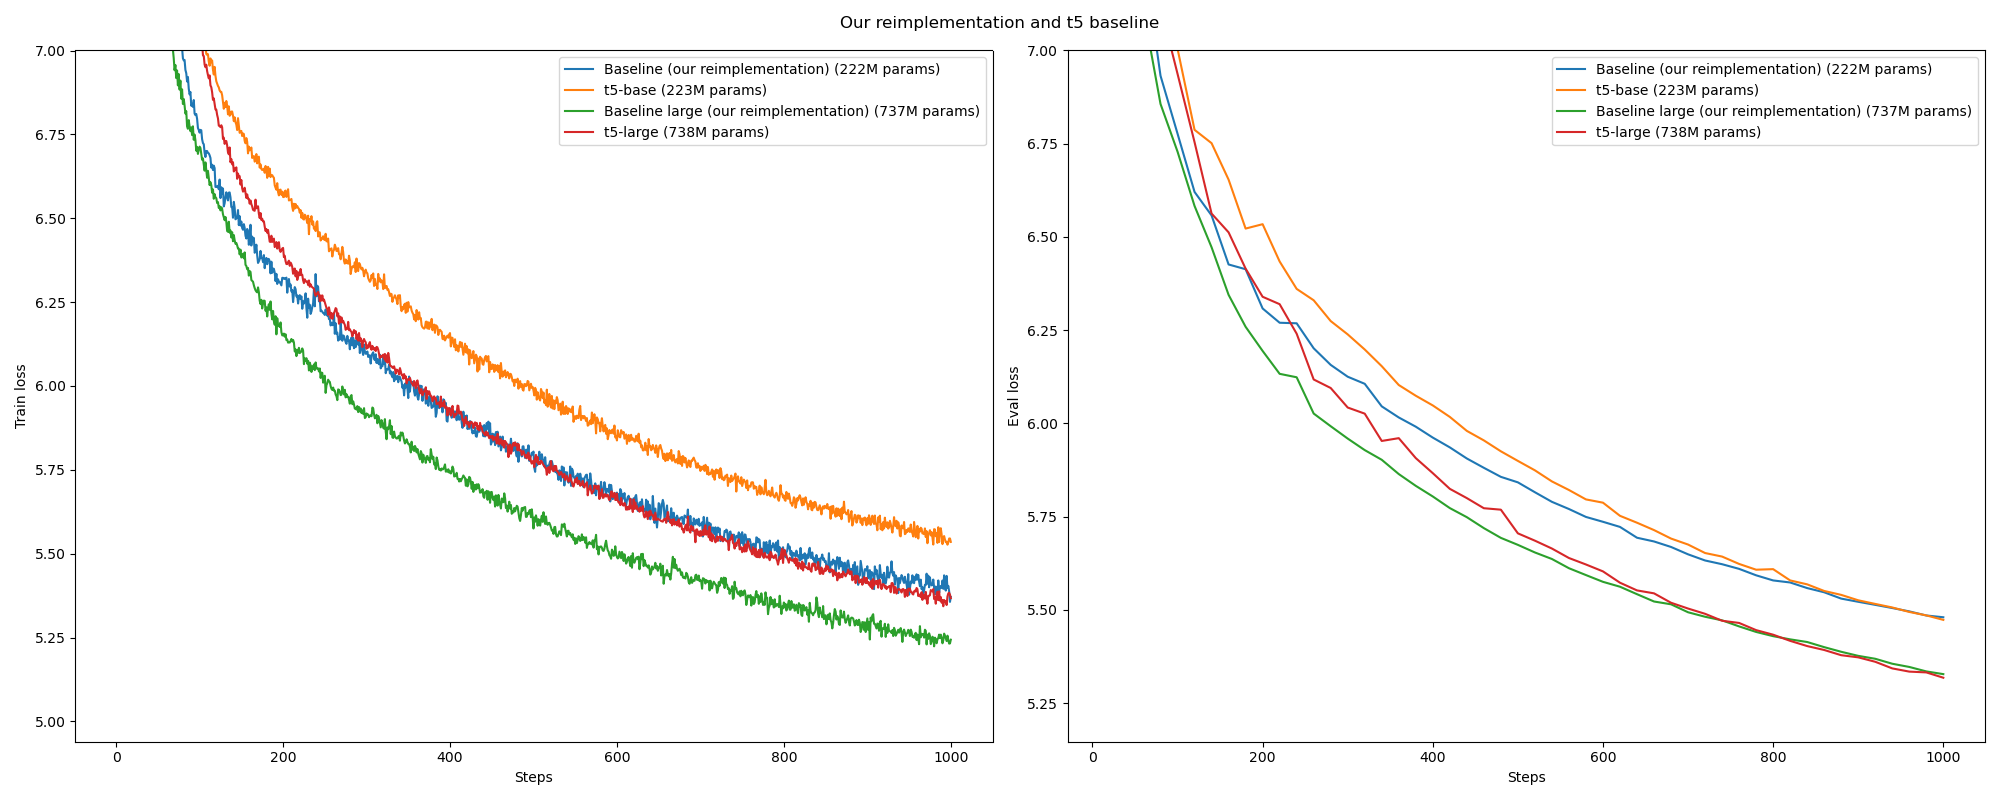 Our reimplementation and t5 baseline
Train loss
7.00
6.75
6.50
6.25
6.00
5.75
5.50
5.25
5.00
Baseline (our reimplementation) (222M params)
t5-base (223M params)
Baseline large (our reimplementation) (737M params)
t5-large (738M params)
0 200 400 600 800 1000
Steps
Eval loss
7.00
6.75
6.50
6.25
6.00
5.75
5.50
5.25
Baseline (our reimplementation) (222M params)
t5-base (223M params)
Baseline large (our reimplementation) (737M params)
t5-large (738M params)
0 200 400 600 800 1000
Steps